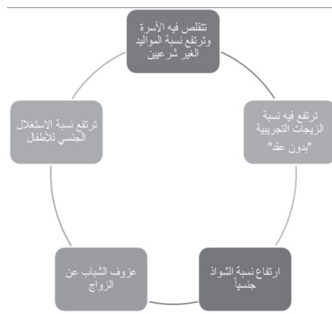 تتقلص فيه الأسرة
وترتفع نسبة المواليد
الغير شرعيين
ترتفع فيه نسبة
الزيجات التجريبية
"بدون عقد"
ارتفاع نسبة الشواذ
جنسياً
عزوف الشباب عن
الزواج
ترتفع نسبة الإستغلال
الجنسي للأطفال